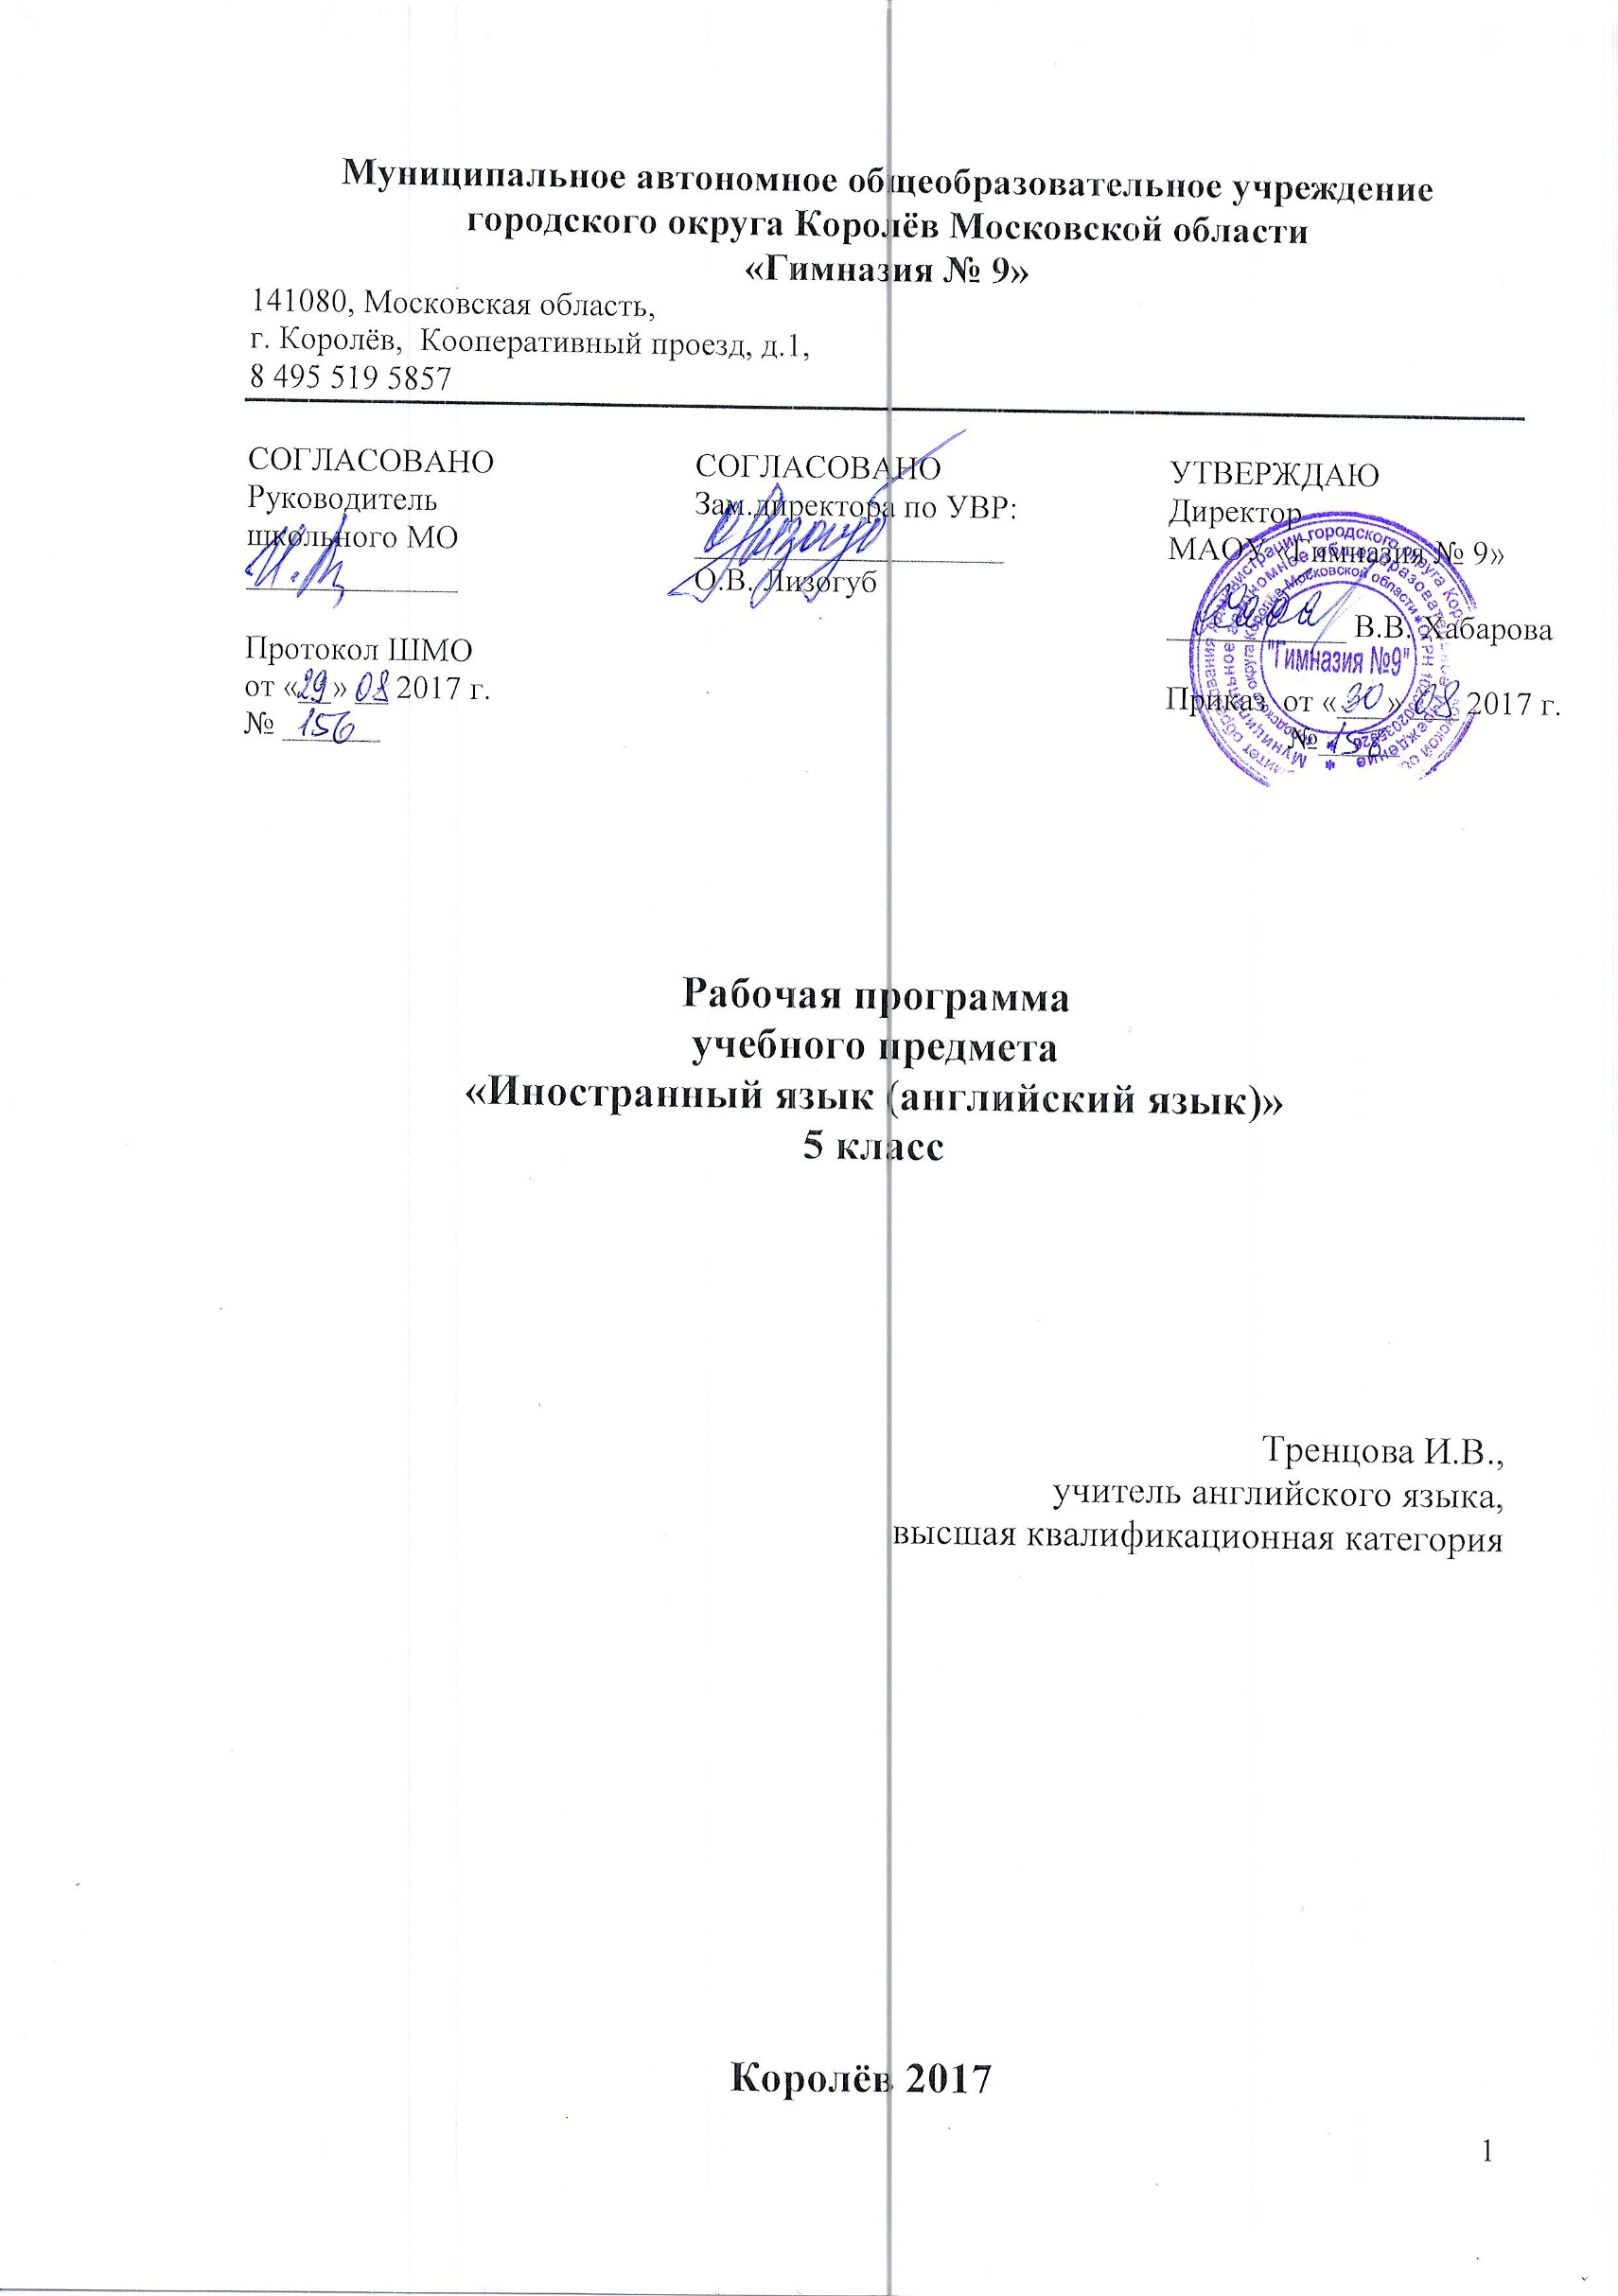 Муниципальное автономное общеобразовательное учреждение
городского округа Королёв Московской области
«Гимназия № 9»
141080, Московская область,
г. Королёв, Кооперативный проезд, д.1,
8 495 519 5857
СОГЛАСОВАНО
Руководитель
школьного МО
Протокол ШМО
от «29» 08 2017 г.
№ 156
СОГЛАСОВАНО
Зам.директора по УВР:
О.В. Лизогуб
УТВЕРЖДАЮ
Директор
МАОУ «Гимназия № 9»
В.В. Хабарова
"Гимназия №9"
Приказ от «30» 08 2017 г.
№ 156
Рабочая программа
учебного предмета
«Иностранный язык (английский язык)»
5 класс
Тренцова И.В.,
учитель английского языка,
высшая квалификационная категория
Королёв 2017
1